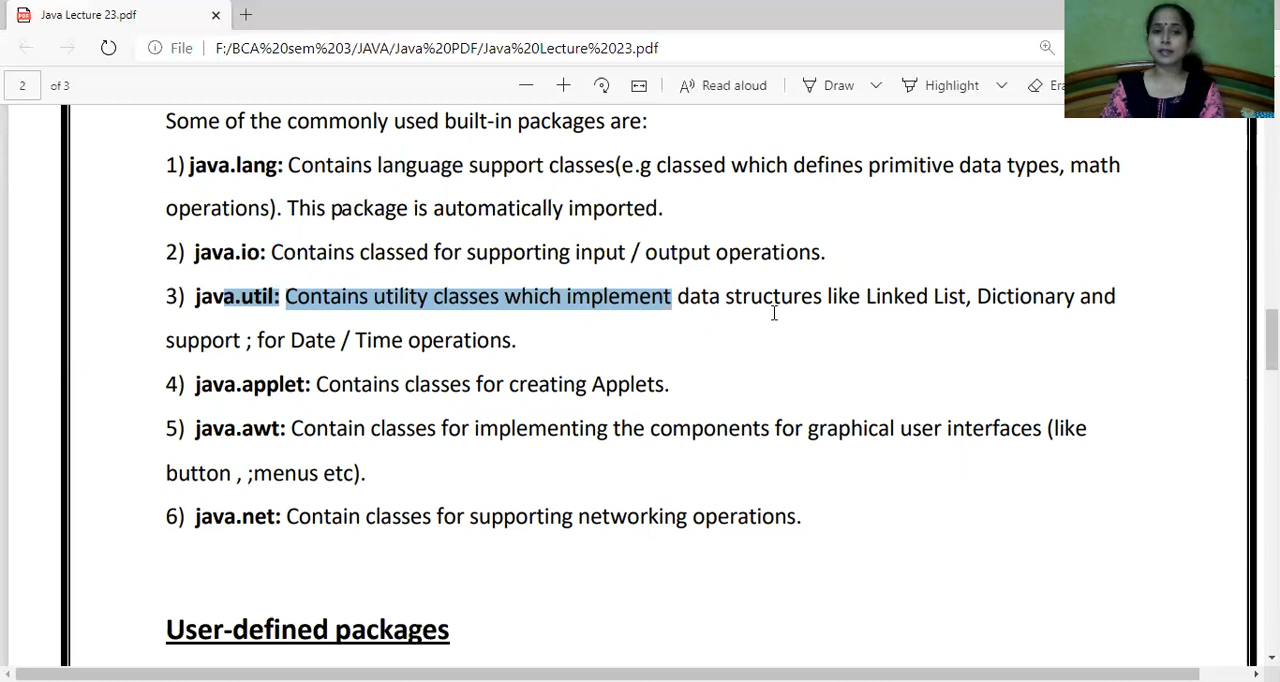 Java Lecture 23.pdf
File F:/BCA%20sem%203/JAVA/Java%20PDF/Java%20Lecture%2023.pdf
2 of 3 Read aloud Draw Highlight
Some of the commonly used built-in packages are:
1) java.lang: Contains language support classes(e.g classed which defines primitive data types, math
operations). This package is automatically imported.
2) java.io: Contains classed for supporting input / output operations.
3) java.util: Contains utility classes which implement data structures like Linked List, Dictionary and
support ; for Date / Time operations.
4) java.applet: Contains classes for creating Applets.
5) java.awt: Contain classes for implementing the components for graphical user interfaces (like
button , ;menus etc).
6) java.net: Contain classes for supporting networking operations.
User-defined packages